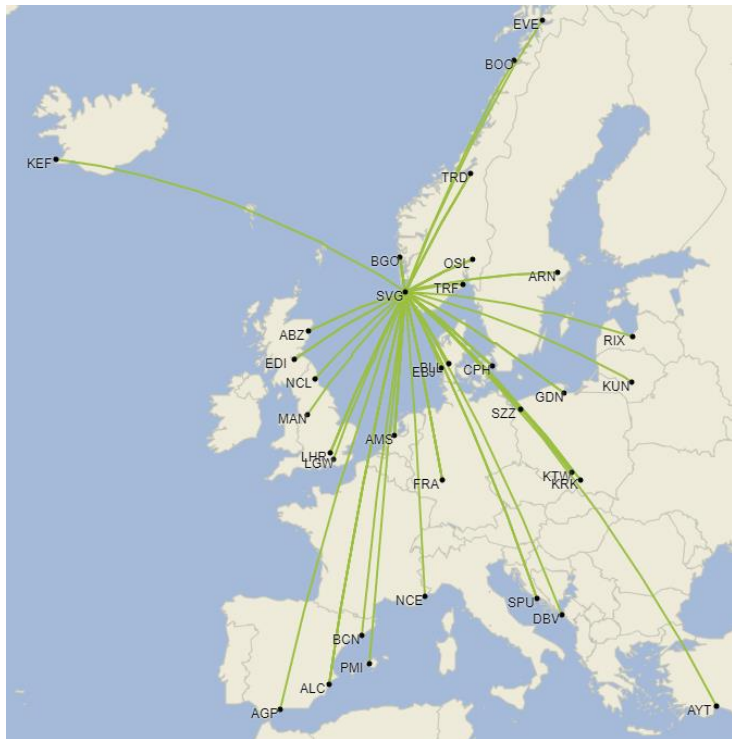 EVE
BOO
KEF
TRD
BGO
OSL
ARN
TRF
SVG
ABZ
RIX
EDI
BLL
EBJ
CPH
NCL
KUN
GDN
SZZ
MAN
AMS
LHR
LGW
KTW
FRA
KRK
NCE
SPU
DBV
BCN
PMI
ALC
AGP
AYT